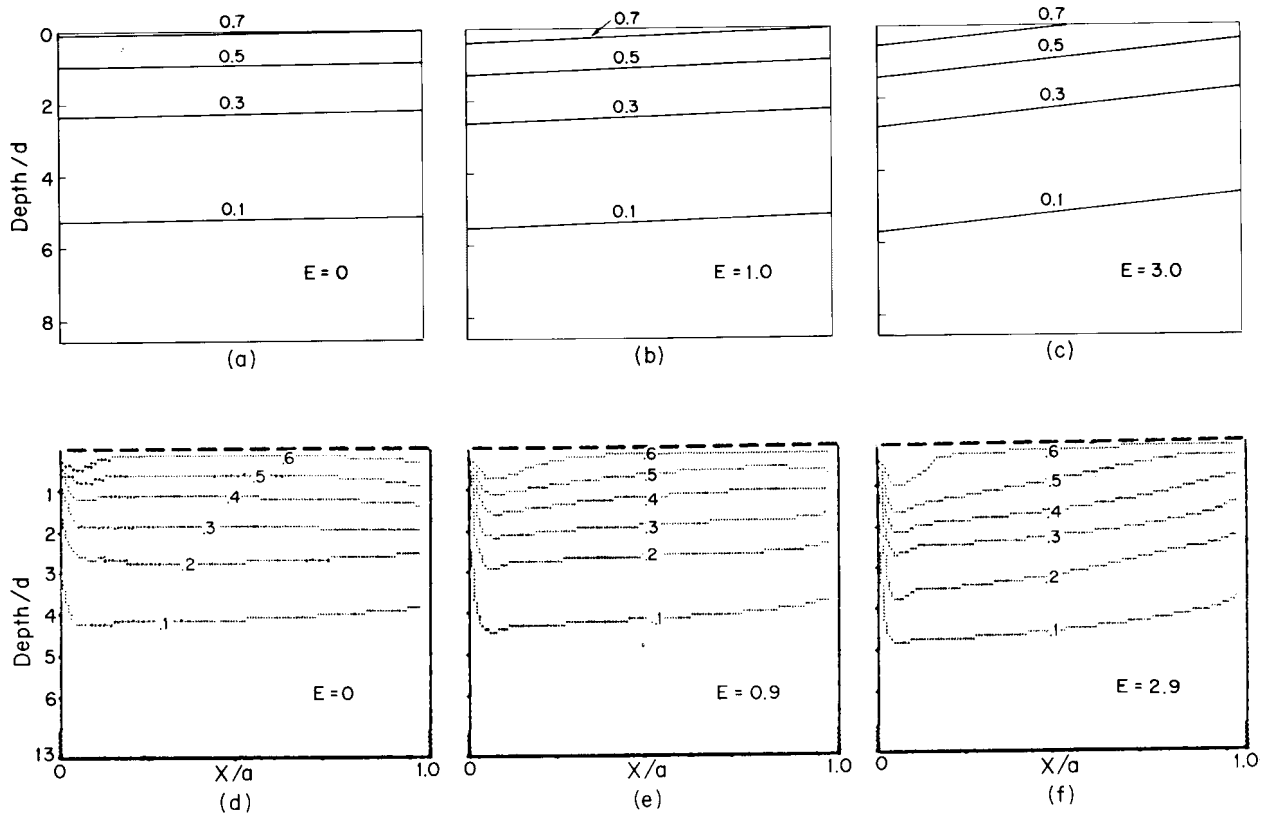 0.7 0.7 0.7
0
0.5 0.5 0.5
2
0.3 0.3 0.3
Depth/d
4
0.1 0.1 0.1
6
E = 0 E = 1.0 E = 3.0
8
(a) (b) (c)
.6 .6 .6
.5 .5 .5
1
.4 .4 .4
2
.3 .3 .3
.2 .2 .2
3
Depth/d
4
.1 .1 .1
5
6
E = 0 E = 0.9 E = 2.9
13
0 X/a 1.0 0 X/a 1.0 0 X/a 1.0
(d) (e) (f)